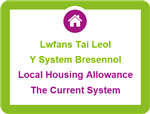 Lwfans Tai Leol
Y System Bresennol
Local Housing Allowance
The Current System